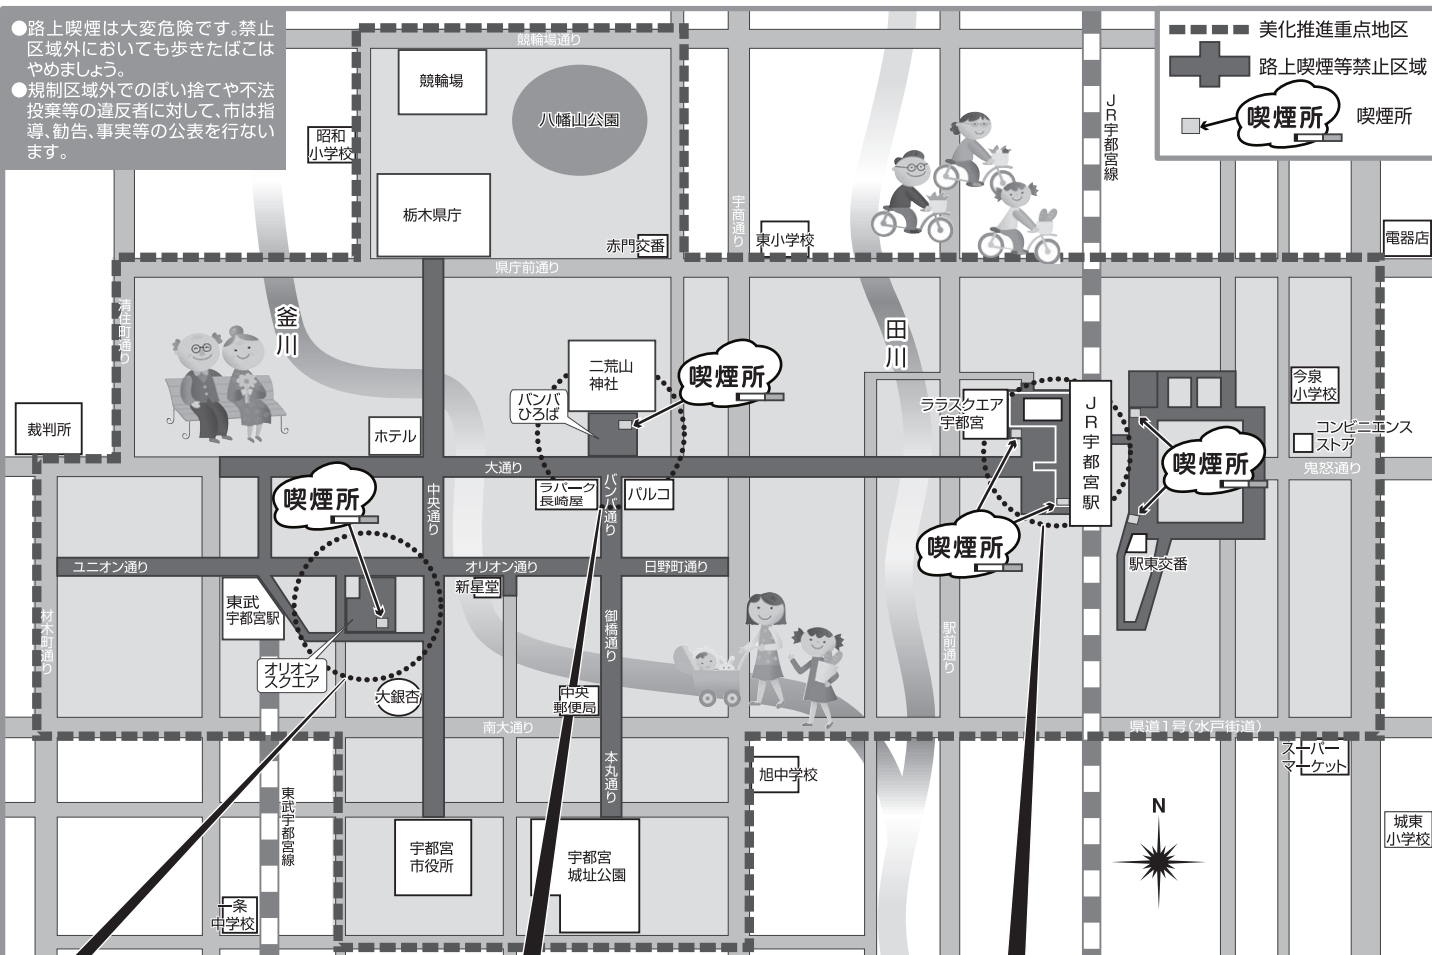 ●路上喫煙は大変危険です。禁止
区域外においても歩きたばこは
やめましょう。
●規制区域外でのぽい捨てや不法
投棄等の違反者に対して、市は指
導、勧告、事実等の公表を行ない
ます。
美化推進重点地区
路上喫煙等禁止区域
喫煙所
喫煙所
競輪場通り
競輪場
八幡山公園
昭和
小学校
栃木県庁
赤門交番
宇商通り
東小学校
JR宇都宮線
電器店
県庁前通り
清住町通り
釜川
田川
二荒山
神社
バンバ
ひろば
喫煙所
ララスクエア
宇都宮
JR宇都宮駅
今泉
小学校
コンビニエンス
ストア
裁判所
ホテル
大通り
鬼怒通り
喫煙所
喫煙所
中央通り
ラパーク
長崎屋
バンバ通り
パルコ
喫煙所
ユニオン通り
オリオン通り
日野町通り
駅東交番
新星堂
東武
宇都宮駅
材木町通り
御橋通り
駅前通り
オリオン
スクエア
大銀杏
中央
郵便局
南大通り
県道1号(水戸街道)
本丸通り
旭中学校
スーパー
マーケット
東武宇都宮線
N
宇都宮
市役所
宇都宮
城址公園
城東
小学校
一条
中学校